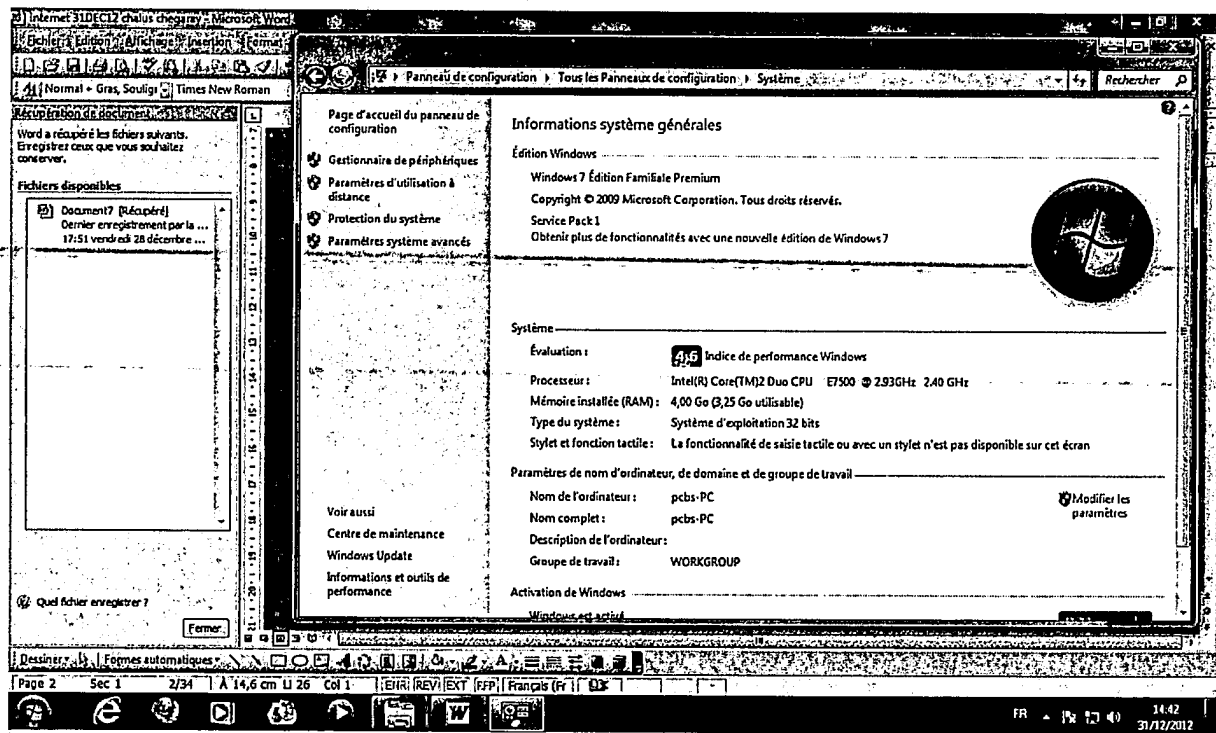 Internet 31DEC12 chalus chegaray - Microsoft Word
Fichier Edition Affichage Insertion Format
Normal + Gras, Soulign Times New Roman
Récupération de document
Word a récupéré les fichiers suivants.
Enregistrez ceux que vous souhaitez
conserver.
Fichiers disponibles
Document7 [Récupéré]
Dernier enregistrement par la ...
17:51 vendredi 28 décembre ...
Quel fichier enregistrer ?
Fermer
Panneau de configuration Tous les Panneaux de configuration Système
Rechercher
Page d'accueil du panneau de
configuration
Gestionnaire de périphériques
Paramètres d'utilisation à
distance
Protection du système
Paramètres système avancés
Voir aussi
Centre de maintenance
Windows Update
Informations et outils de
performance
Informations système générales
Édition Windows
Windows 7 Édition Familiale Premium
Copyright © 2009 Microsoft Corporation. Tous droits réservés.
Service Pack 1
Obtenir plus de fonctionnalités avec une nouvelle édition de Windows 7
Système
Évaluation : 4,6 Indice de performance Windows
Processeur : Intel(R) Core(TM)2 Duo CPU E7500 @ 2.93GHz 2.40 GHz
Mémoire installée (RAM) : 4,00 Go (3,25 Go utilisable)
Type du système : Système d'exploitation 32 bits
Stylet et fonction tactile : La fonctionnalité de saisie tactile ou avec un stylet n'est pas disponible sur cet écran
Paramètres de nom d'ordinateur, de domaine et de groupe de travail
Nom de l'ordinateur : pcbs-PC
Modifier les
paramètres
Nom complet : pcbs-PC
Description de l'ordinateur :
Groupe de travail : WORKGROUP
Activation de Windows
Windows est activé
Dessiner Formes automatiques
Page 2 Sec 1 2/34 À 14,6 cm Li 26 Col 1 ENR REV EXT RFP Français (Fr
FR 14:42
31/12/2012